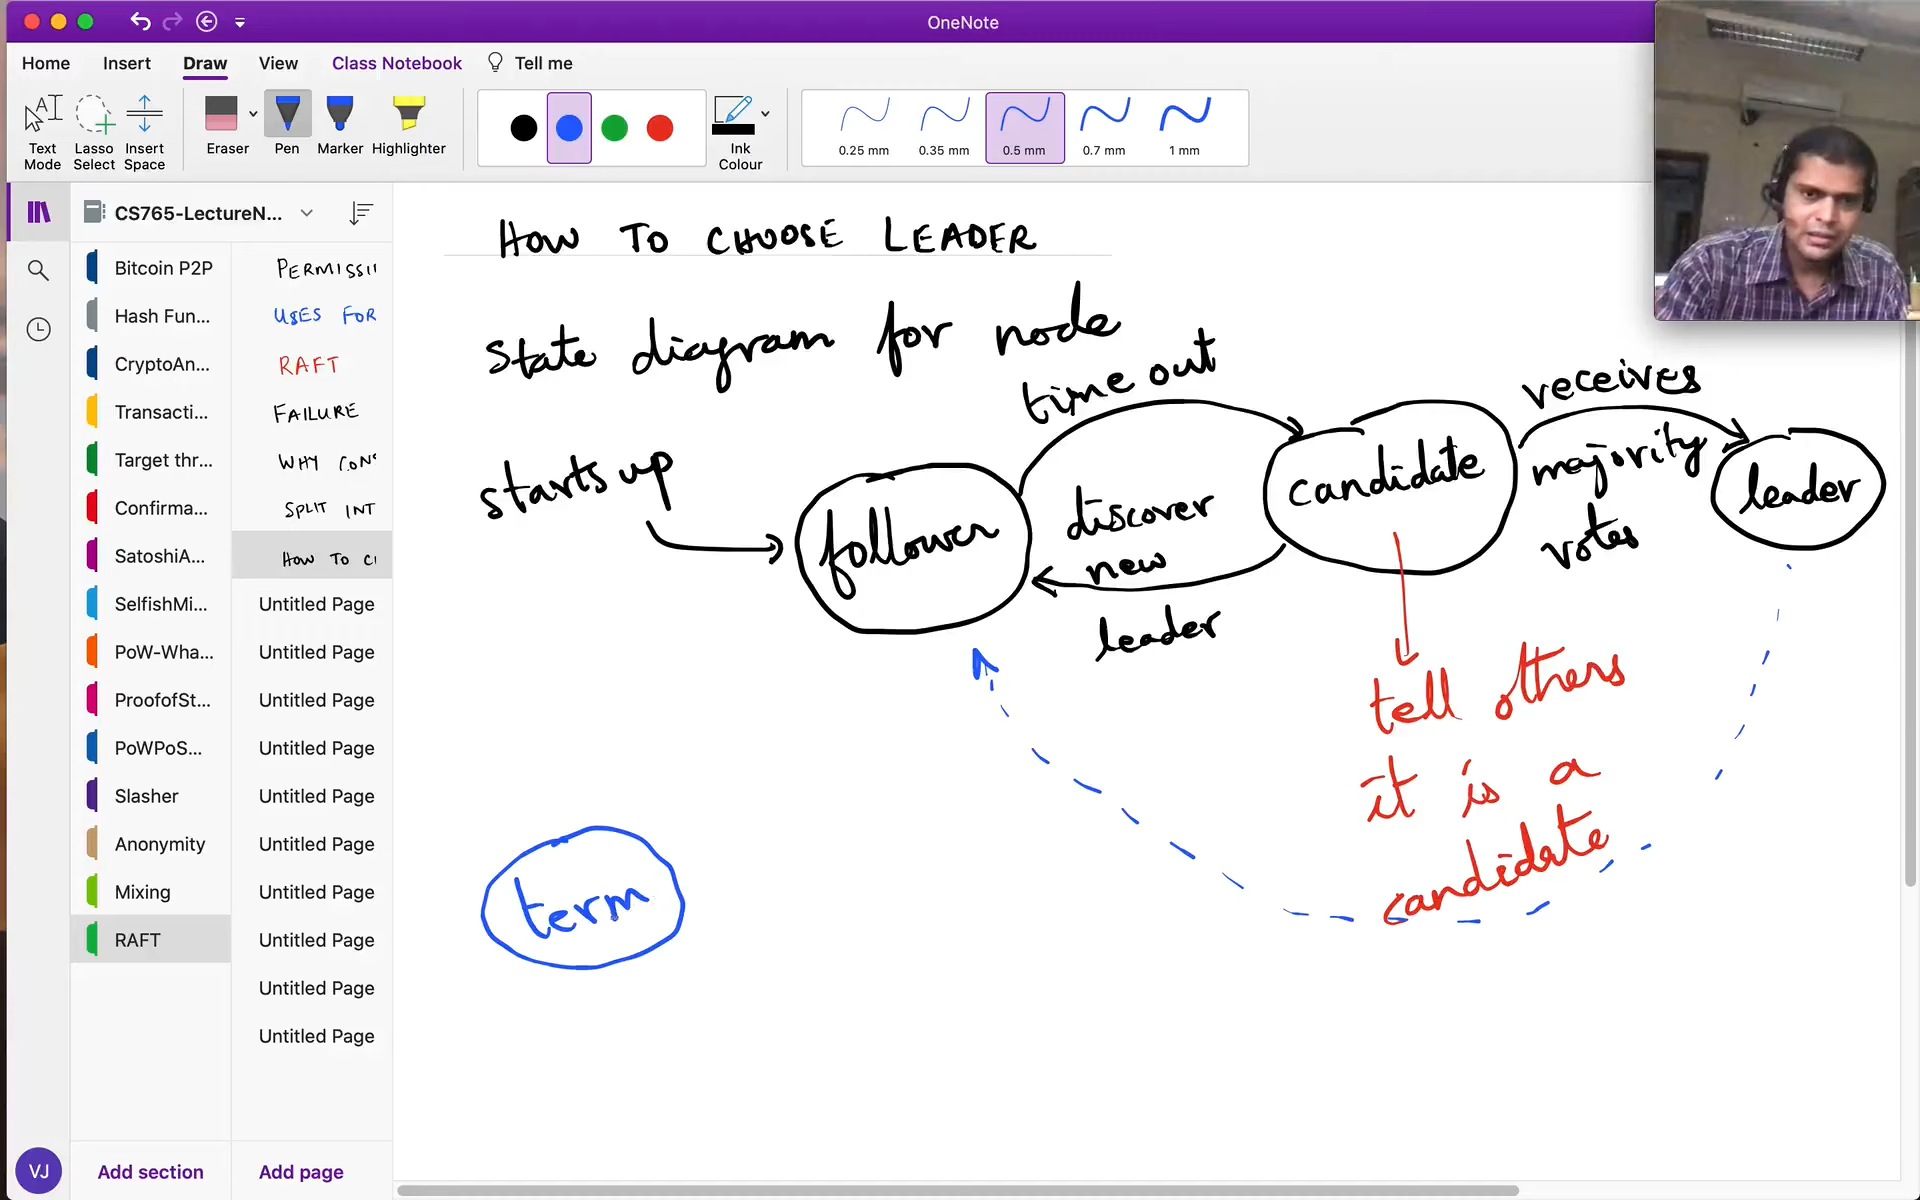 OneNote
Home Insert Draw View Class Notebook Tell me
Text Mode
Lasso Select
Insert Space
Eraser
Pen
Marker
Highlighter
Ink Colour
0.25 mm
0.35 mm
0.5 mm
0.7 mm
1 mm
CS765-LectureN...
Bitcoin P2P
Hash Fun...
CryptoAn...
Transacti...
Target thr...
Confirma...
SatoshiA...
SelfishMi...
PoW-Wha...
ProofofSt...
PoWPoS...
Slasher
Anonymity
Mixing
RAFT
PERMISSI
USES FOR
RAFT
FAILURE
WHY CONS
SPLIT INT
HOW TO C
Untitled Page
Untitled Page
Untitled Page
Untitled Page
Untitled Page
Untitled Page
Untitled Page
Untitled Page
Untitled Page
Untitled Page
VJ
Add section
Add page
HOW TO CHOOSE LEADER
state diagram for node
starts up
follower
time out
discover
new
leader
candidate
receives
majority
votes
leader
tell others
it is a
candidate
term